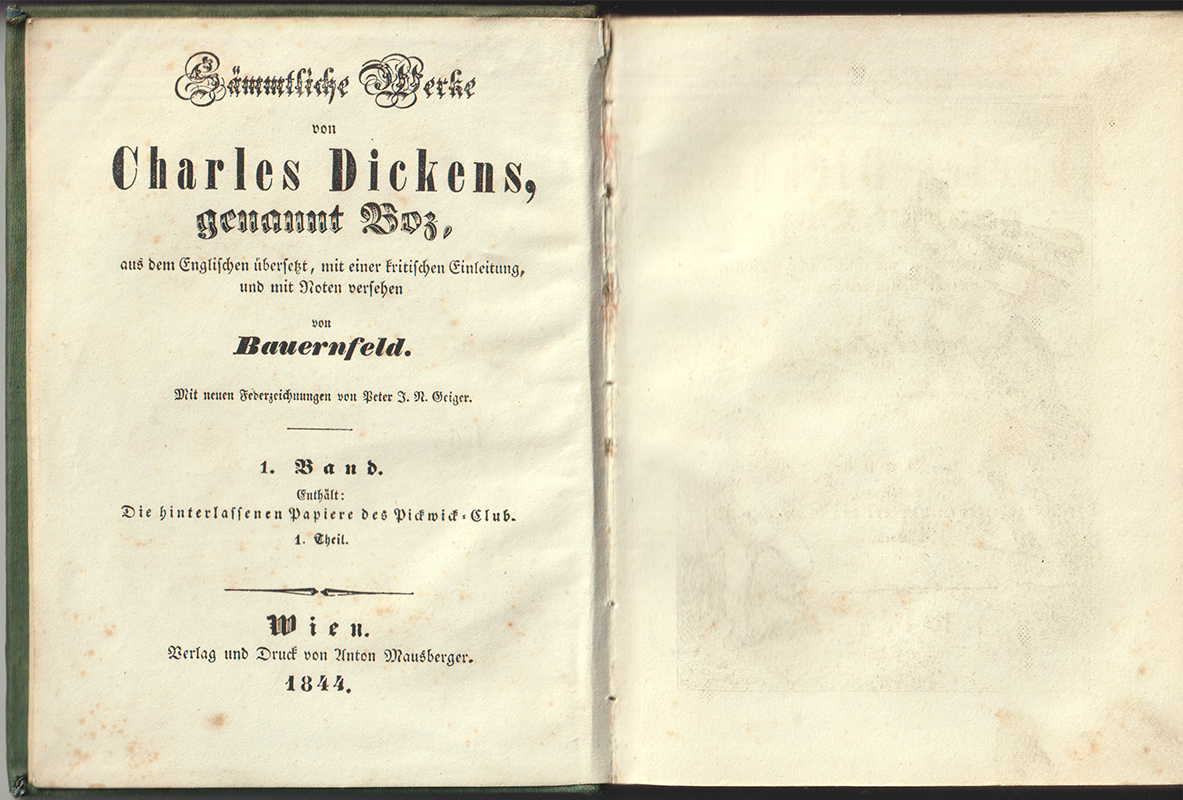 Sämmtliche Werke
von
Charles Dickens,
genannt Boz,
aus dem Englischen übersetzt, mit einer kritischen Einleitung,
und mit Noten versehen
von
Bauernfeld.
Mit neuen Federzeichnungen von Peter J. N. Geiger.
1. Band.
Enthält:
Die hinterlassenen Papiere des Pickwick-Club.
1. Theil.
Wien.
Verlag und Druck von Anton Mausberger.
1844.